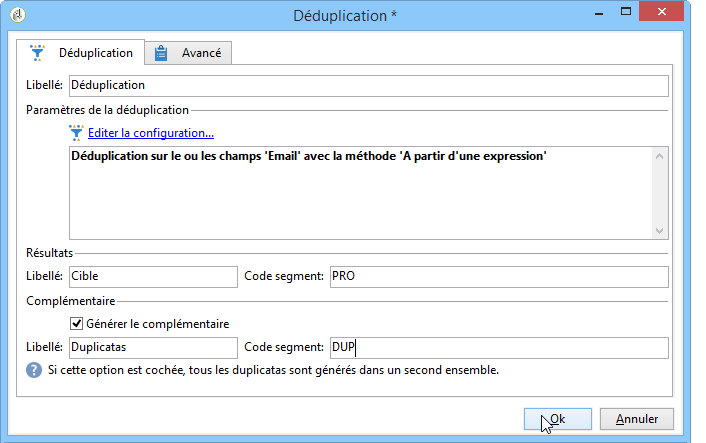 Déduplication *
Déduplication Avancé
Libellé: Déduplication
Paramètres de la déduplication
Editer la configuration...
Déduplication sur le ou les champs 'Email' avec la méthode 'A partir d'une expression'
Résultats
Libellé: Cible Code segment: PRO
Complémentaire
Générer le complémentaire
Libellé: Duplicatas Code segment: DUP
? Si cette option est cochée, tous les duplicatas sont générés dans un second ensemble.
Ok Annuler